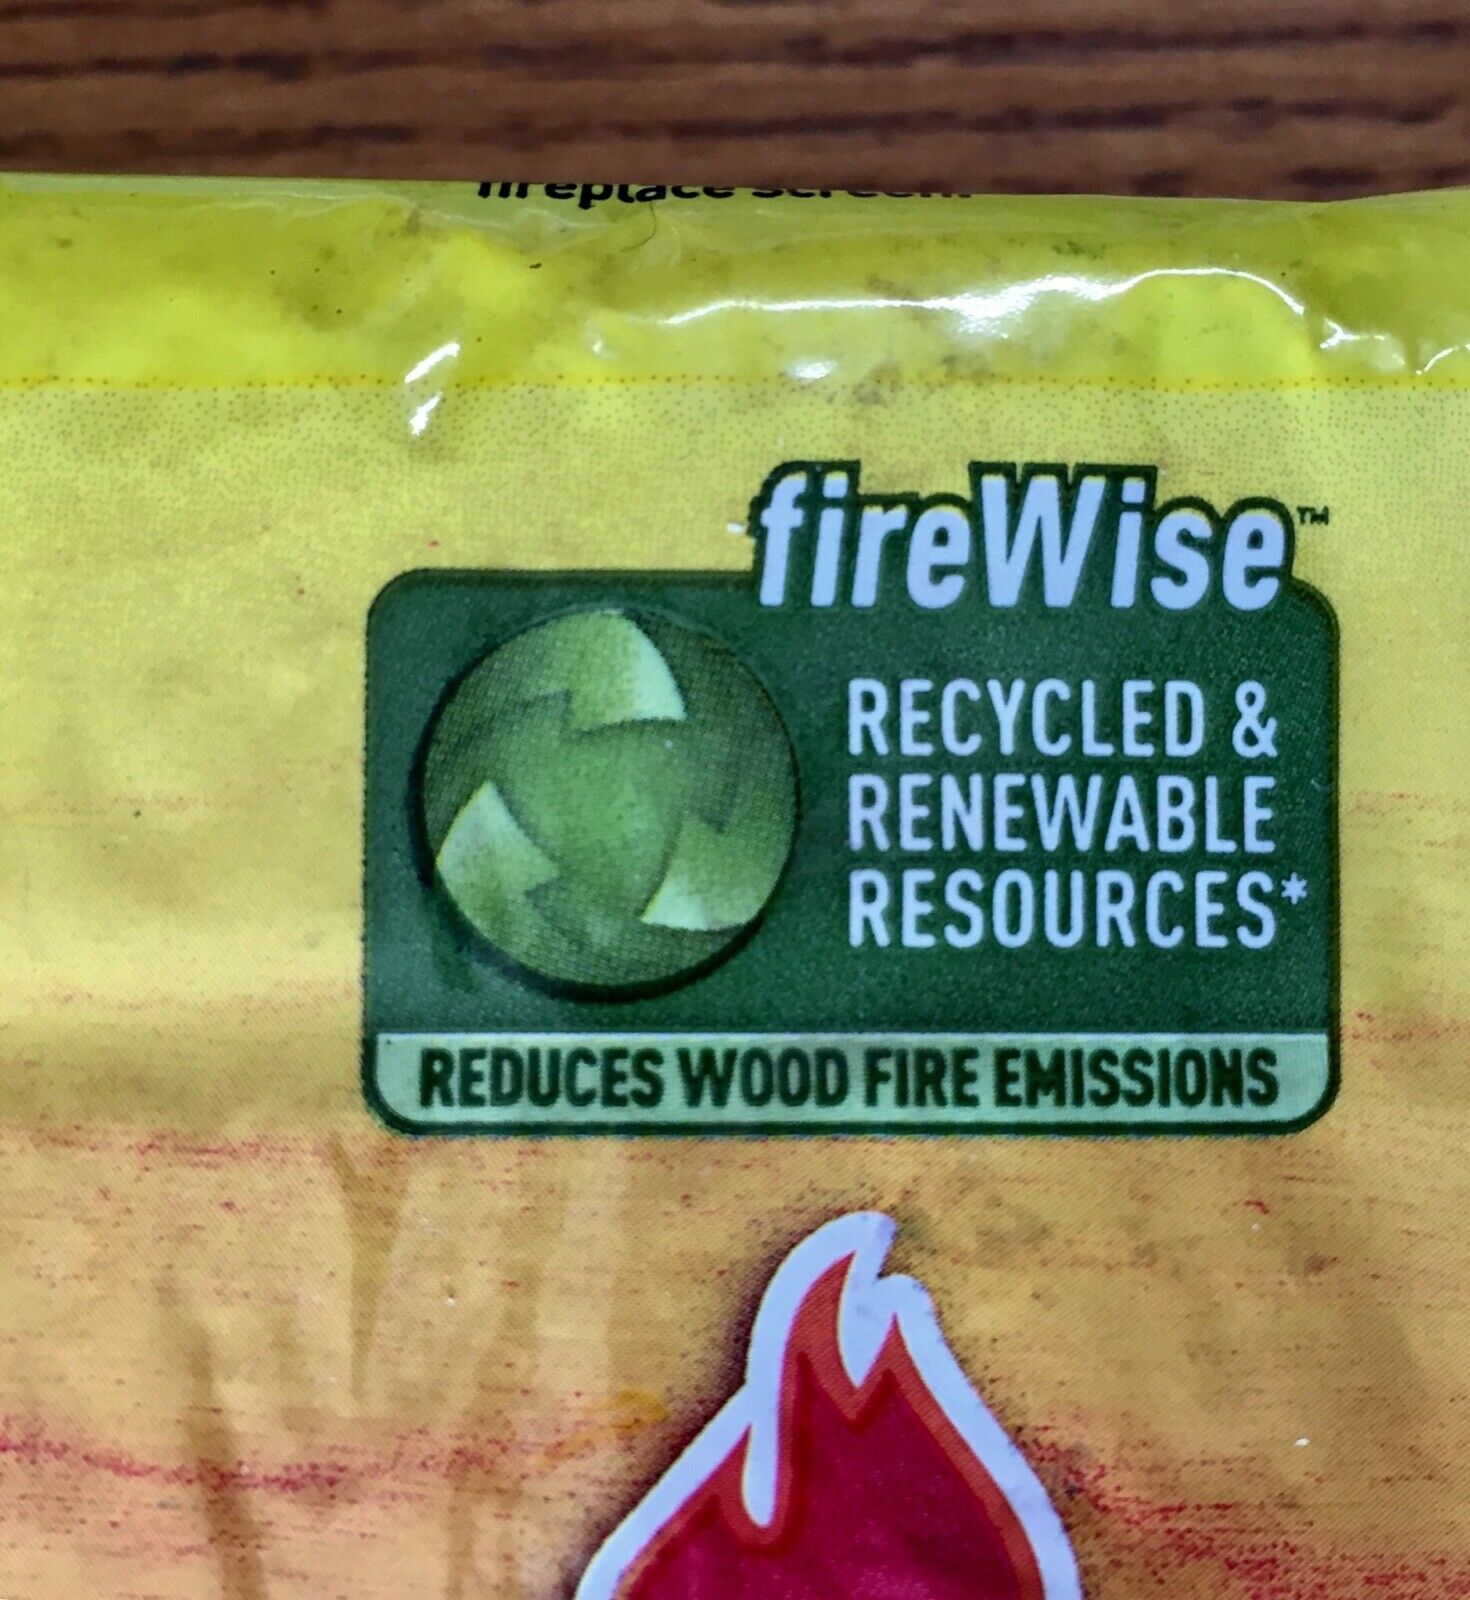 fireplace screen.
fireWise™
RECYCLED &
RENEWABLE
RESOURCES*
REDUCES WOOD FIRE EMISSIONS